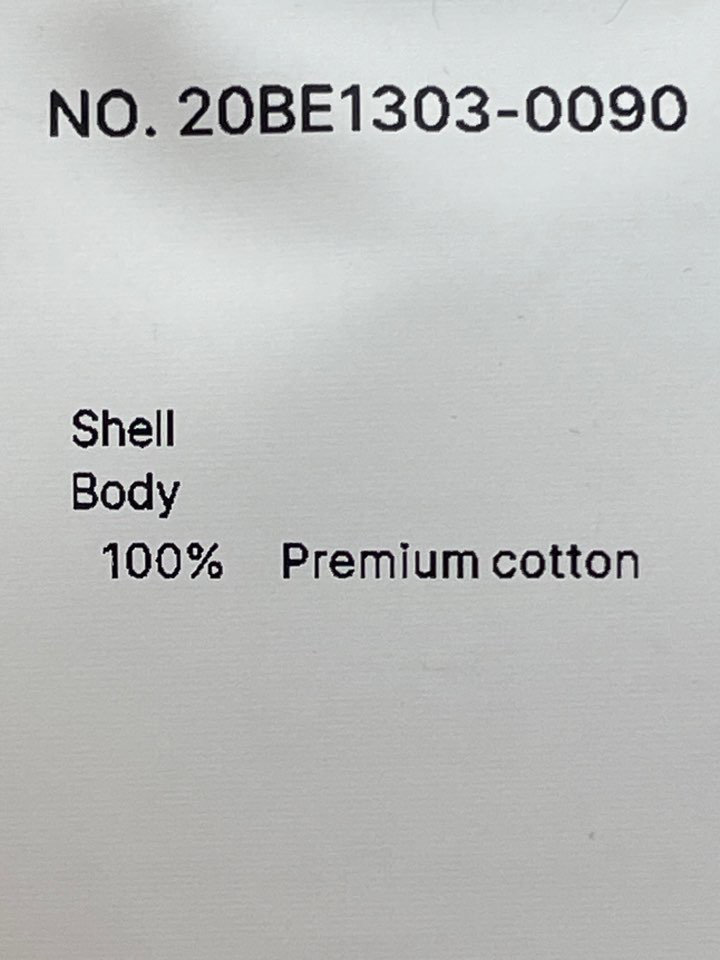 NO. 20BE1303-0090
Shell
Body
100% Premium cotton